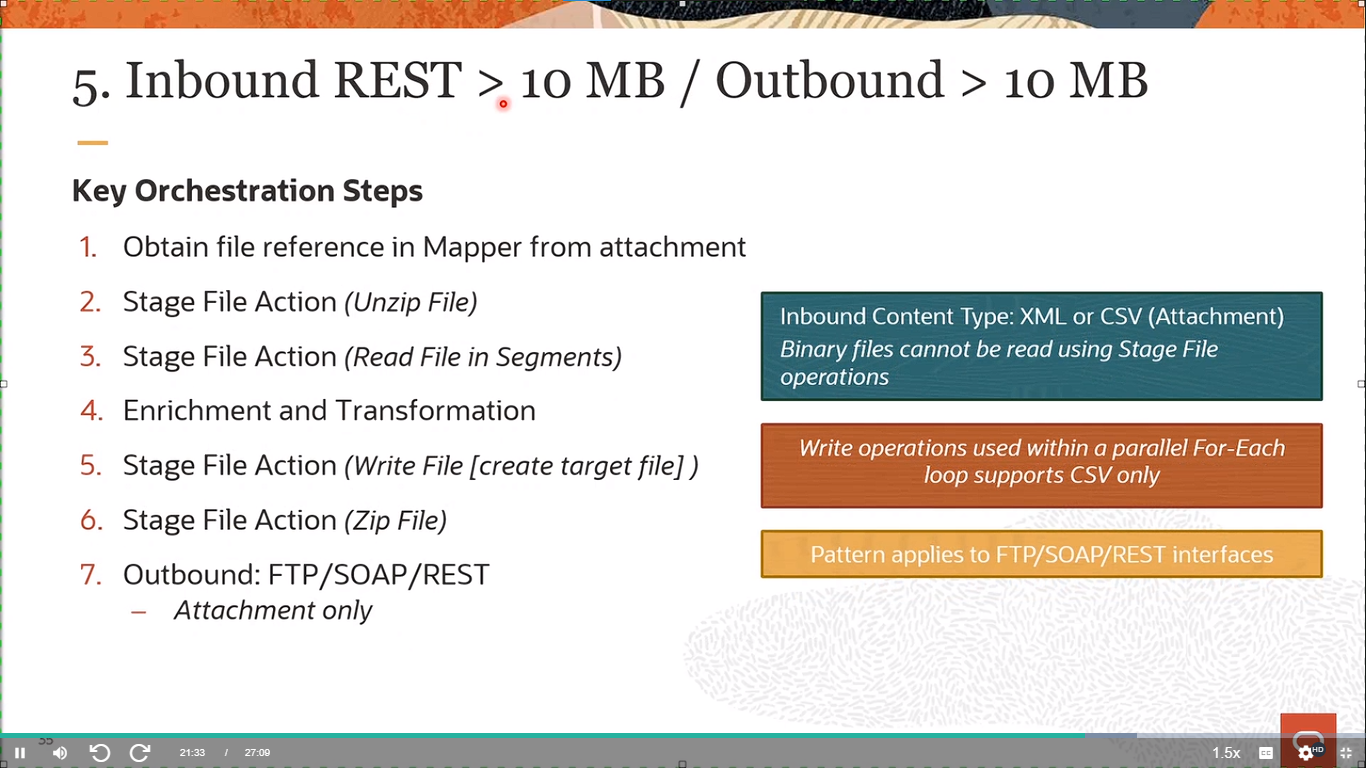 5. Inbound REST > 10 MB / Outbound > 10 MB
Key Orchestration Steps
1. Obtain file reference in Mapper from attachment
2. Stage File Action (Unzip File)
3. Stage File Action (Read File in Segments)
4. Enrichment and Transformation
5. Stage File Action (Write File [create target file] )
6. Stage File Action (Zip File)
7. Outbound: FTP/SOAP/REST
– Attachment only
Inbound Content Type: XML or CSV (Attachment)
Binary files cannot be read using Stage File
operations
Write operations used within a parallel For-Each
loop supports CSV only
Pattern applies to FTP/SOAP/REST interfaces
21:33 / 27:09
1.5x
CC
HD